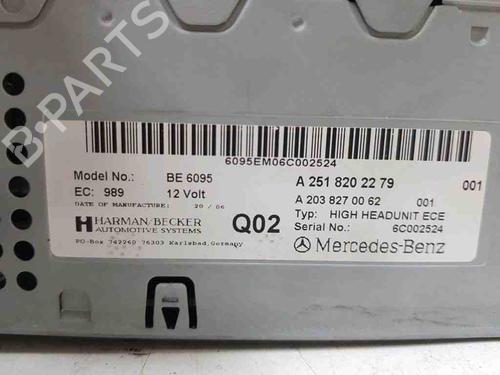 B-PARTS
6095EM06C002524
Model No.: BE 6095
EC: 989 12 Volt
DATE OF MANUFACTURE: 20 / 06
HARMAN/BECKER
AUTOMOTIVE SYSTEMS
PO-Box 742260 76303 Karlsbad,Germany
Q02
A 251 820 22 79 001
A 203 827 00 62 001
Typ: HIGH HEADUNIT ECE
Serial No.: 6C002524
Mercedes-Benz